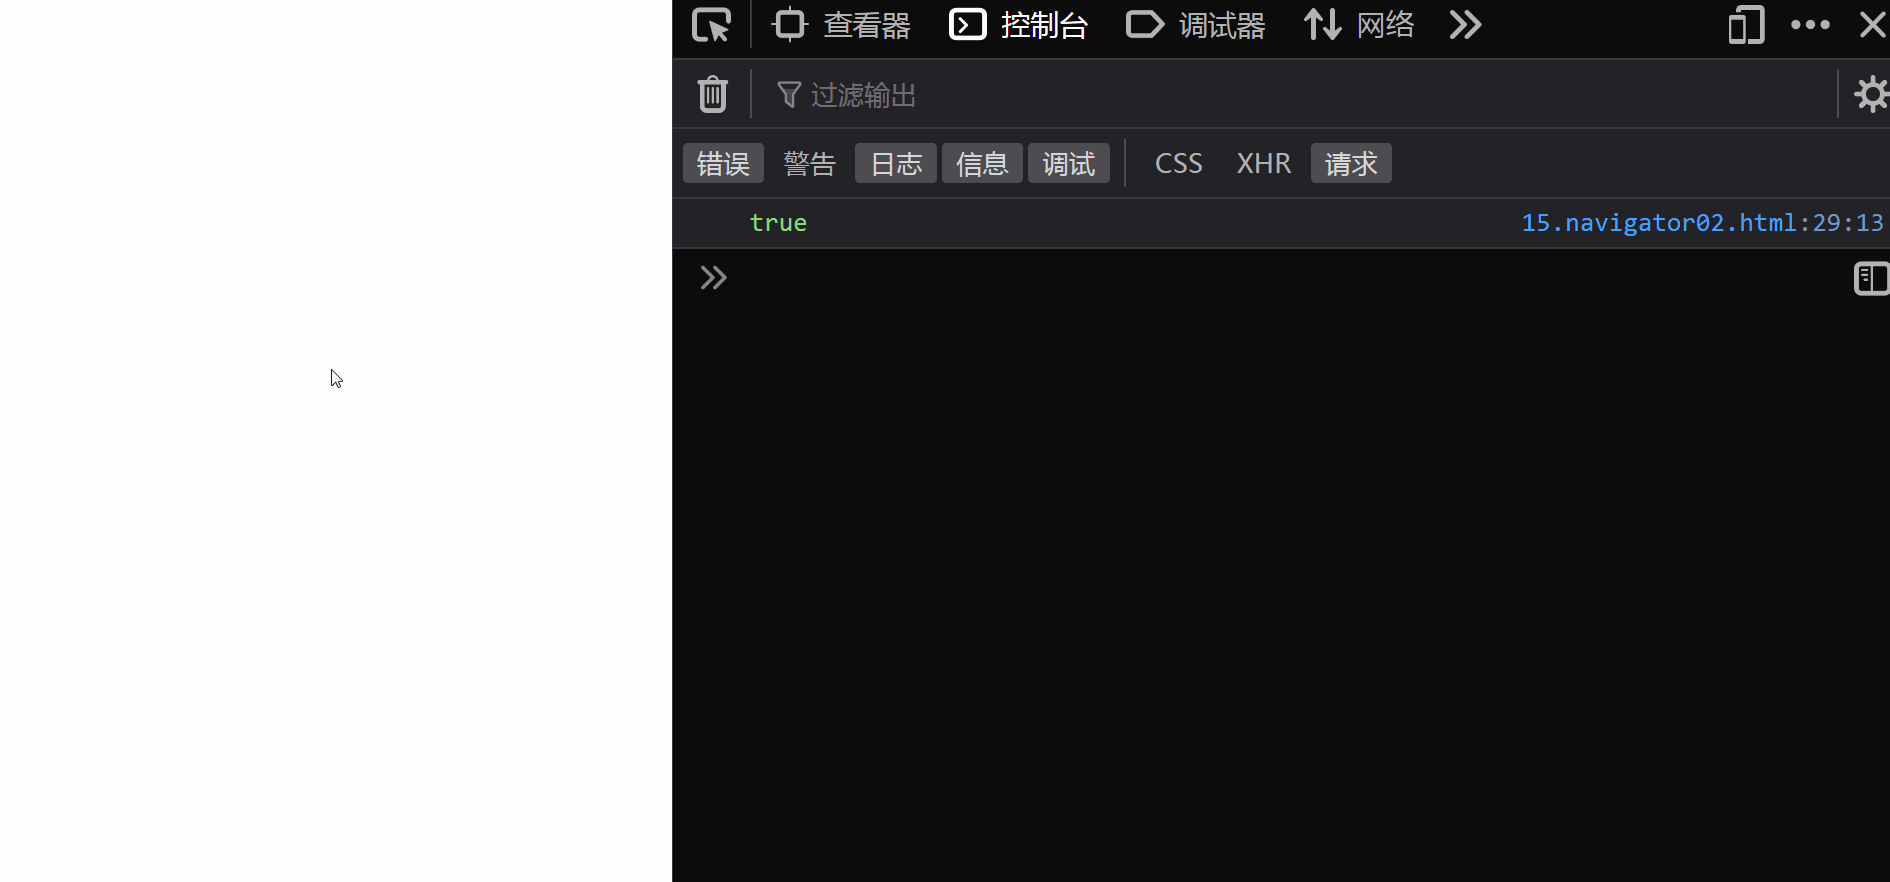 查看器 控制台 调试器 网络
过滤输出
错误 警告 日志 信息 调试 CSS XHR 请求
true 15.navigator02.html:29:13